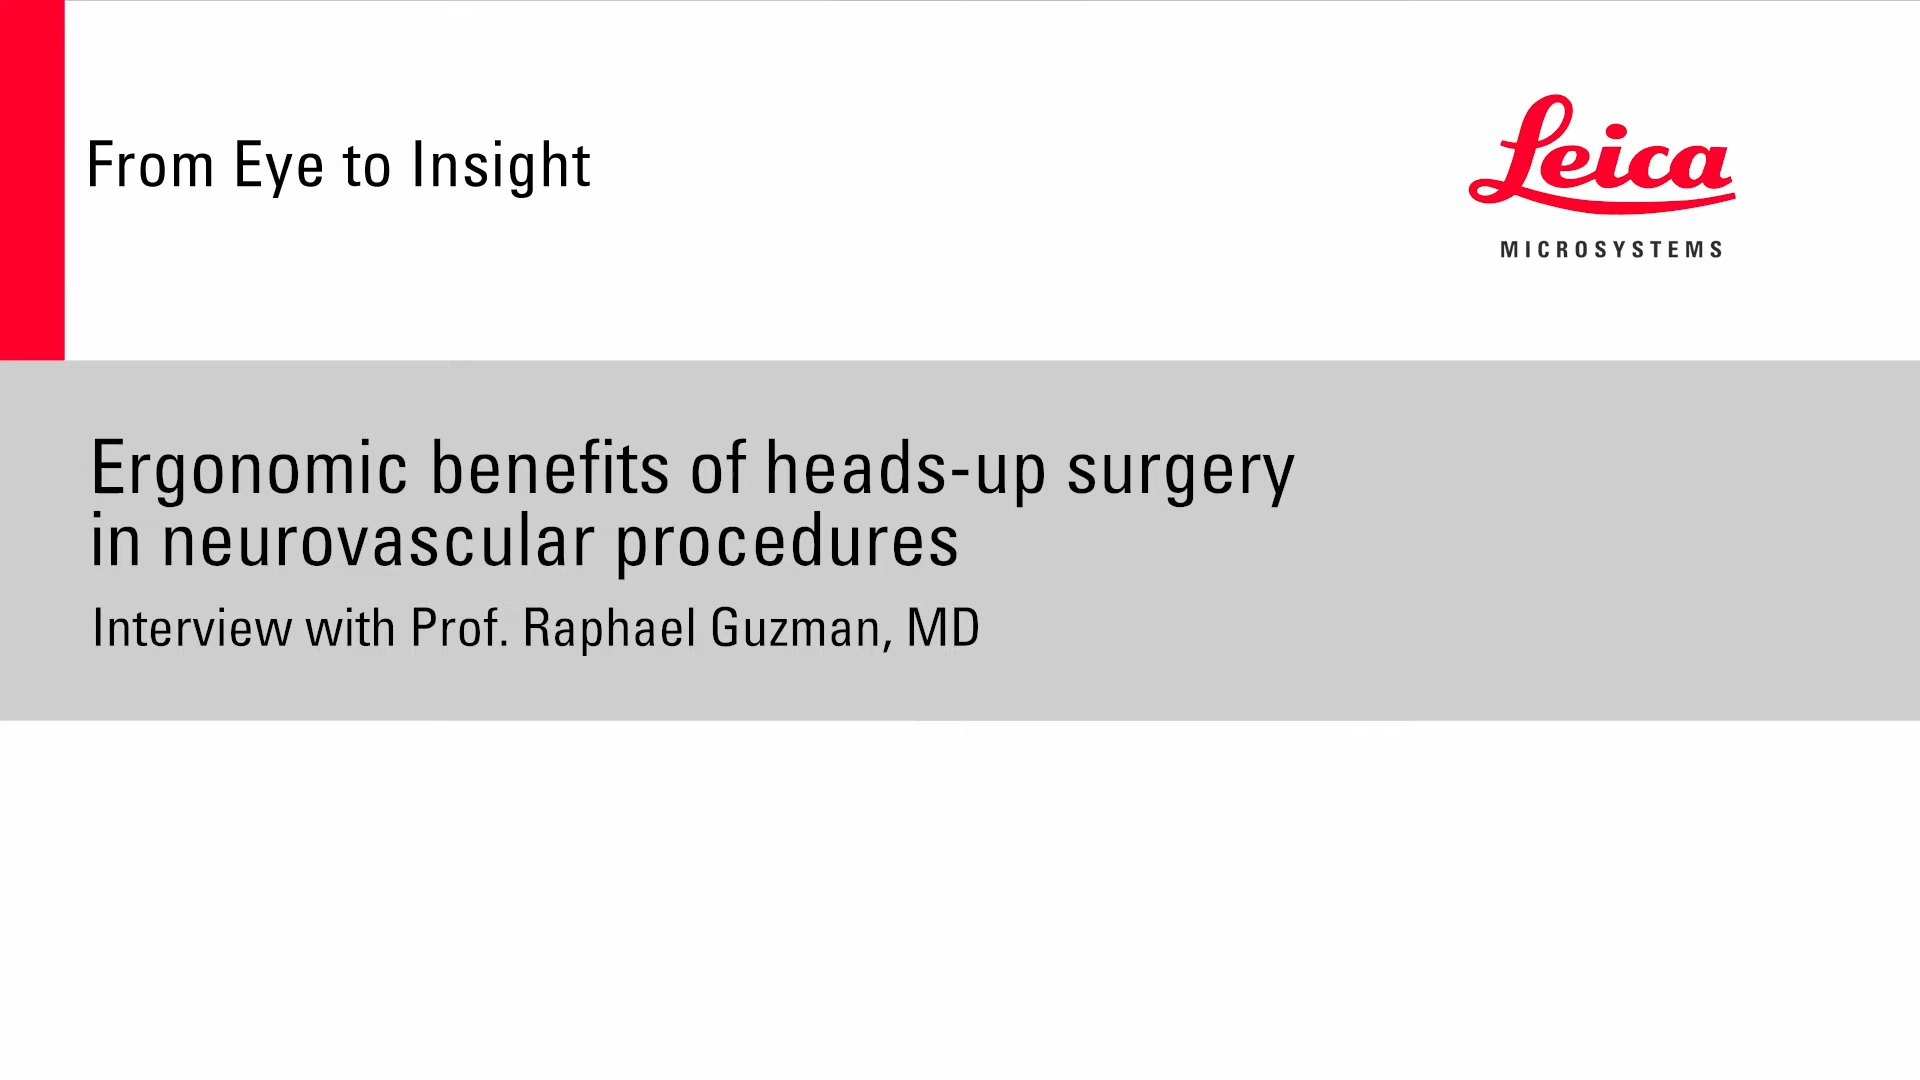 From Eye to Insight
Leica
MICROSYSTEMS
Ergonomic benefits of heads-up surgery
in neurovascular procedures
Interview with Prof. Raphael Guzman, MD